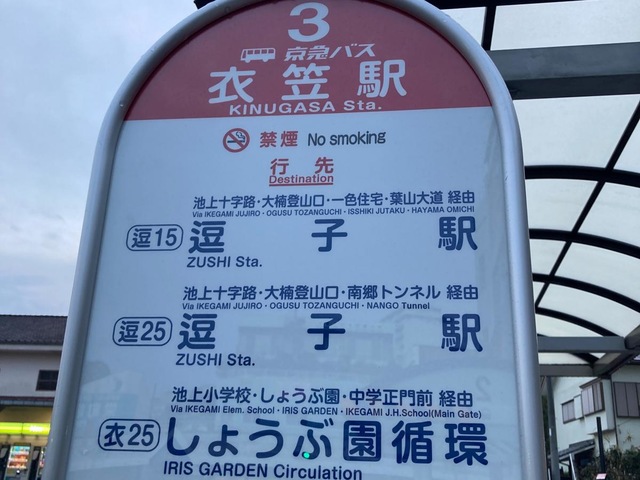 3
京急バス
衣笠駅
KINUGASA Sta.
禁煙 No smoking
行先
Destination
池上十字路・大楠登山口・一色住宅・葉山大道 経由
Via IKEGAMI JUJIRO・OGUSU TOZANGUCHI・ISSHIKI JUTAKU・HAYAMA OMICHI
逗15 逗子駅
ZUSHI Sta.
池上十字路・大楠登山口・南郷トンネル 経由
Via IKEGAMI JUJIRO・OGUSU TOZANGUCHI・NANGO Tunnel
逗25 逗子駅
ZUSHI Sta.
池上小学校・しょうぶ園・中学正門前 経由
Via IKEGAMI Elem. School・IRIS GARDEN・IKEGAMI J.H.School(Main Gate)
衣25 しょうぶ園循環
IRIS GARDEN Circulation